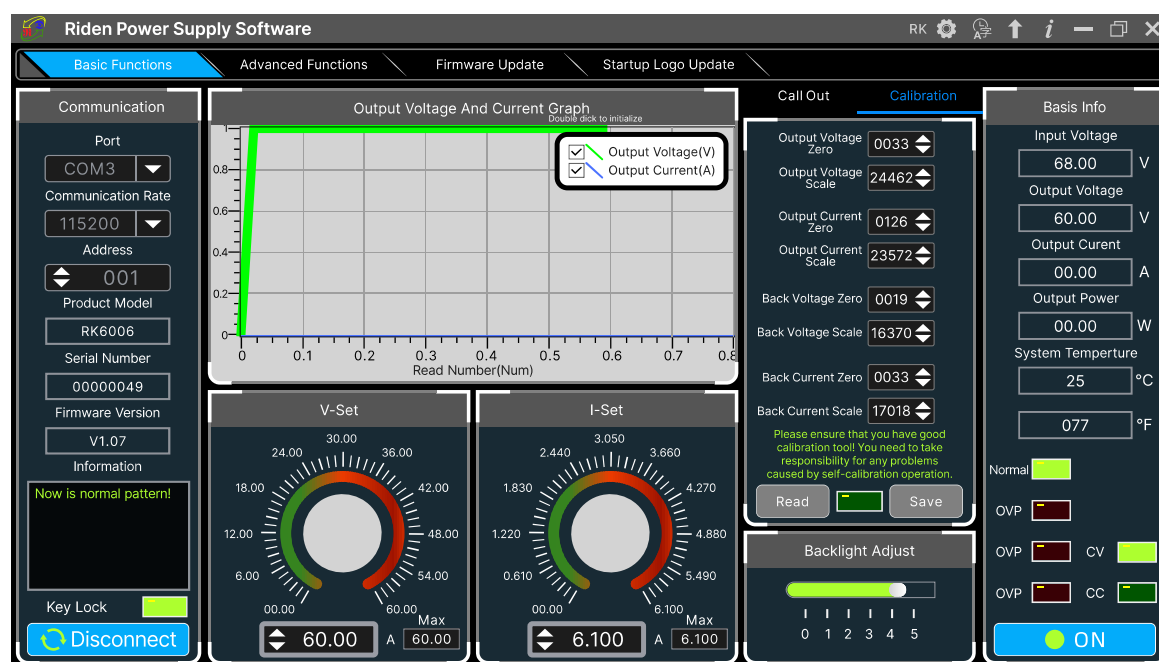 Riden Power Supply Software
RK
Basic Functions
Advanced Functions
Firmware Update
Startup Logo Update
Communication
Port
COM3
Communication Rate
115200
Address
001
Product Model
RK6006
Serial Number
00000049
Firmware Version
V1.07
Information
Now is normal pattern!
Key Lock
Disconnect
Output Voltage And Current Graph
Double dick to initialize
Output Voltage(V)
Output Current(A)
1
0.8
0.6
0.4
0.2
0
0 0.1 0.2 0.3 0.4 0.5 0.6 0.7 0.8
Read Number(Num)
V-Set
30.00
24.00 36.00
18.00 42.00
12.00 48.00
6.00 54.00
00.00 60.00
Max
60.00 A 60.00
I-Set
3.050
2.440 3.660
1.830 4.270
1.220 4.880
0.610 5.490
00.00 6.100
Max
6.100 A 6.100
Call Out
Calibration
Output Voltage
Zero
0033
Output Voltage
Scale
24462
Output Current
Zero
0126
Output Current
Scale
23572
Back Voltage Zero 0019
Back Voltage Scale 16370
Back Current Zero 0033
Back Current Scale 17018
Please ensure that you have good
calibration tool! You need to take
responsibility for any problems
caused by self-calibration operation.
Read
Save
Backlight Adjust
0 1 2 3 4 5
Basis Info
Input Voltage
68.00 V
Output Voltage
60.00 V
Output Curent
00.00 A
Output Power
00.00 W
System Temperture
25 °C
077 °F
Normal
OVP
OVP CV
OVP CC
ON